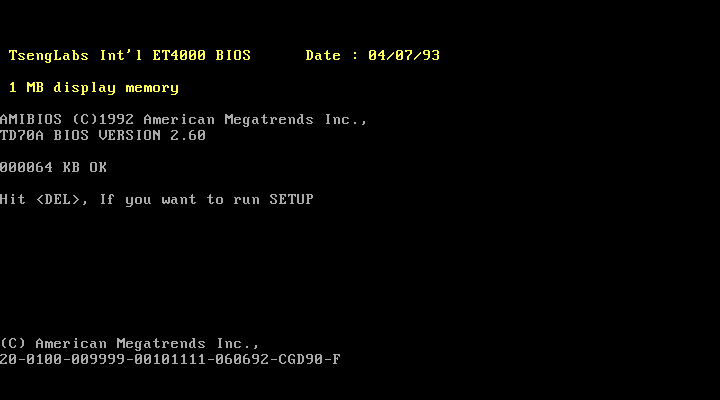 TsengLabs Int'l ET4000 BIOS      Date : 04/07/93
1 MB display memory
AMIBIOS (C)1992 American Megatrends Inc.,
TD70A BIOS VERSION 2.60
000064 KB OK
Hit <DEL>, If you want to run SETUP
(C) American Megatrends Inc.,
20-0100-009999-00101111-060692-CGD90-F